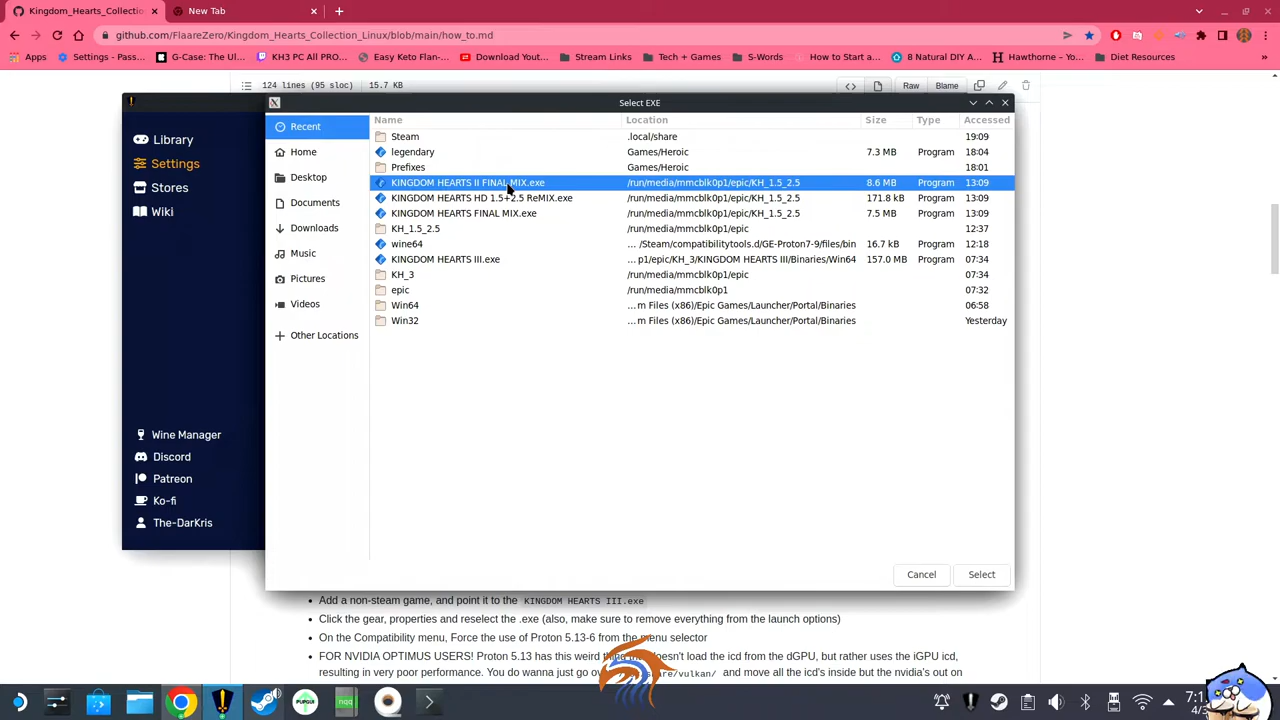 Kingdom_Hearts_Collection
New Tab
github.com/FlaareZero/Kingdom_Hearts_Collection_Linux/blob/main/how_to.md
Apps
Settings - Pass...
G-Case: The Ul...
KH3 PC All PRO...
Easy Keto Flan-...
Download Yout...
Stream Links
Tech + Games
S-Words
How to Start a...
8 Natural DIY A...
Hawthorne - Yo...
Diet Resources
»
124 lines (95 sloc)
15.7 KB
Raw
Blame
Select EXE
Library
Settings
Stores
Wiki
Wine Manager
Discord
Patreon
Ko-fi
The-DarKris
Recent
Home
Desktop
Documents
Downloads
Music
Pictures
Videos
Other Locations
Name Location Size Type Accessed
Steam .local/share 19:09
legendary Games/Heroic 7.3 MB Program 18:04
Prefixes Games/Heroic 18:01
KINGDOM HEARTS II FINAL MIX.exe /run/media/mmcblk0p1/epic/KH_1.5_2.5 8.6 MB Program 13:09
KINGDOM HEARTS HD 1.5+2.5 ReMIX.exe /run/media/mmcblk0p1/epic/KH_1.5_2.5 171.8 kB Program 13:09
KINGDOM HEARTS FINAL MIX.exe /run/media/mmcblk0p1/epic/KH_1.5_2.5 7.5 MB Program 13:09
KH_1.5_2.5 /run/media/mmcblk0p1/epic 12:37
wine64 ... /Steam/compatibilitytools.d/GE-Proton7-9/files/bin 16.7 kB Program 12:18
KINGDOM HEARTS III.exe ... p1/epic/KH_3/KINGDOM HEARTS III/Binaries/Win64 157.0 MB Program 07:34
KH_3 /run/media/mmcblk0p1/epic 07:34
epic /run/media/mmcblk0p1 07:32
Win64 ...m Files (x86)/Epic Games/Launcher/Portal/Binaries 06:58
Win32 ...m Files (x86)/Epic Games/Launcher/Portal/Binaries Yesterday
Cancel
Select
Add a non-steam game, and point it to the KINGDOM HEARTS III.exe
Click the gear, properties and reselect the .exe (also, make sure to remove everything from the launch options)
On the Compatibility menu, Force the use of Proton 5.13-6 from the menu selector
FOR NVIDIA OPTIMUS USERS! Proton 5.13 has this weird doesn't load the icd from the dGPU, but rather uses the iGPU icd,
resulting in very poor performance. You do wanna just go /vulkan/ and move all the icd's inside but the nvidia's out on
PUPGUI
nqq